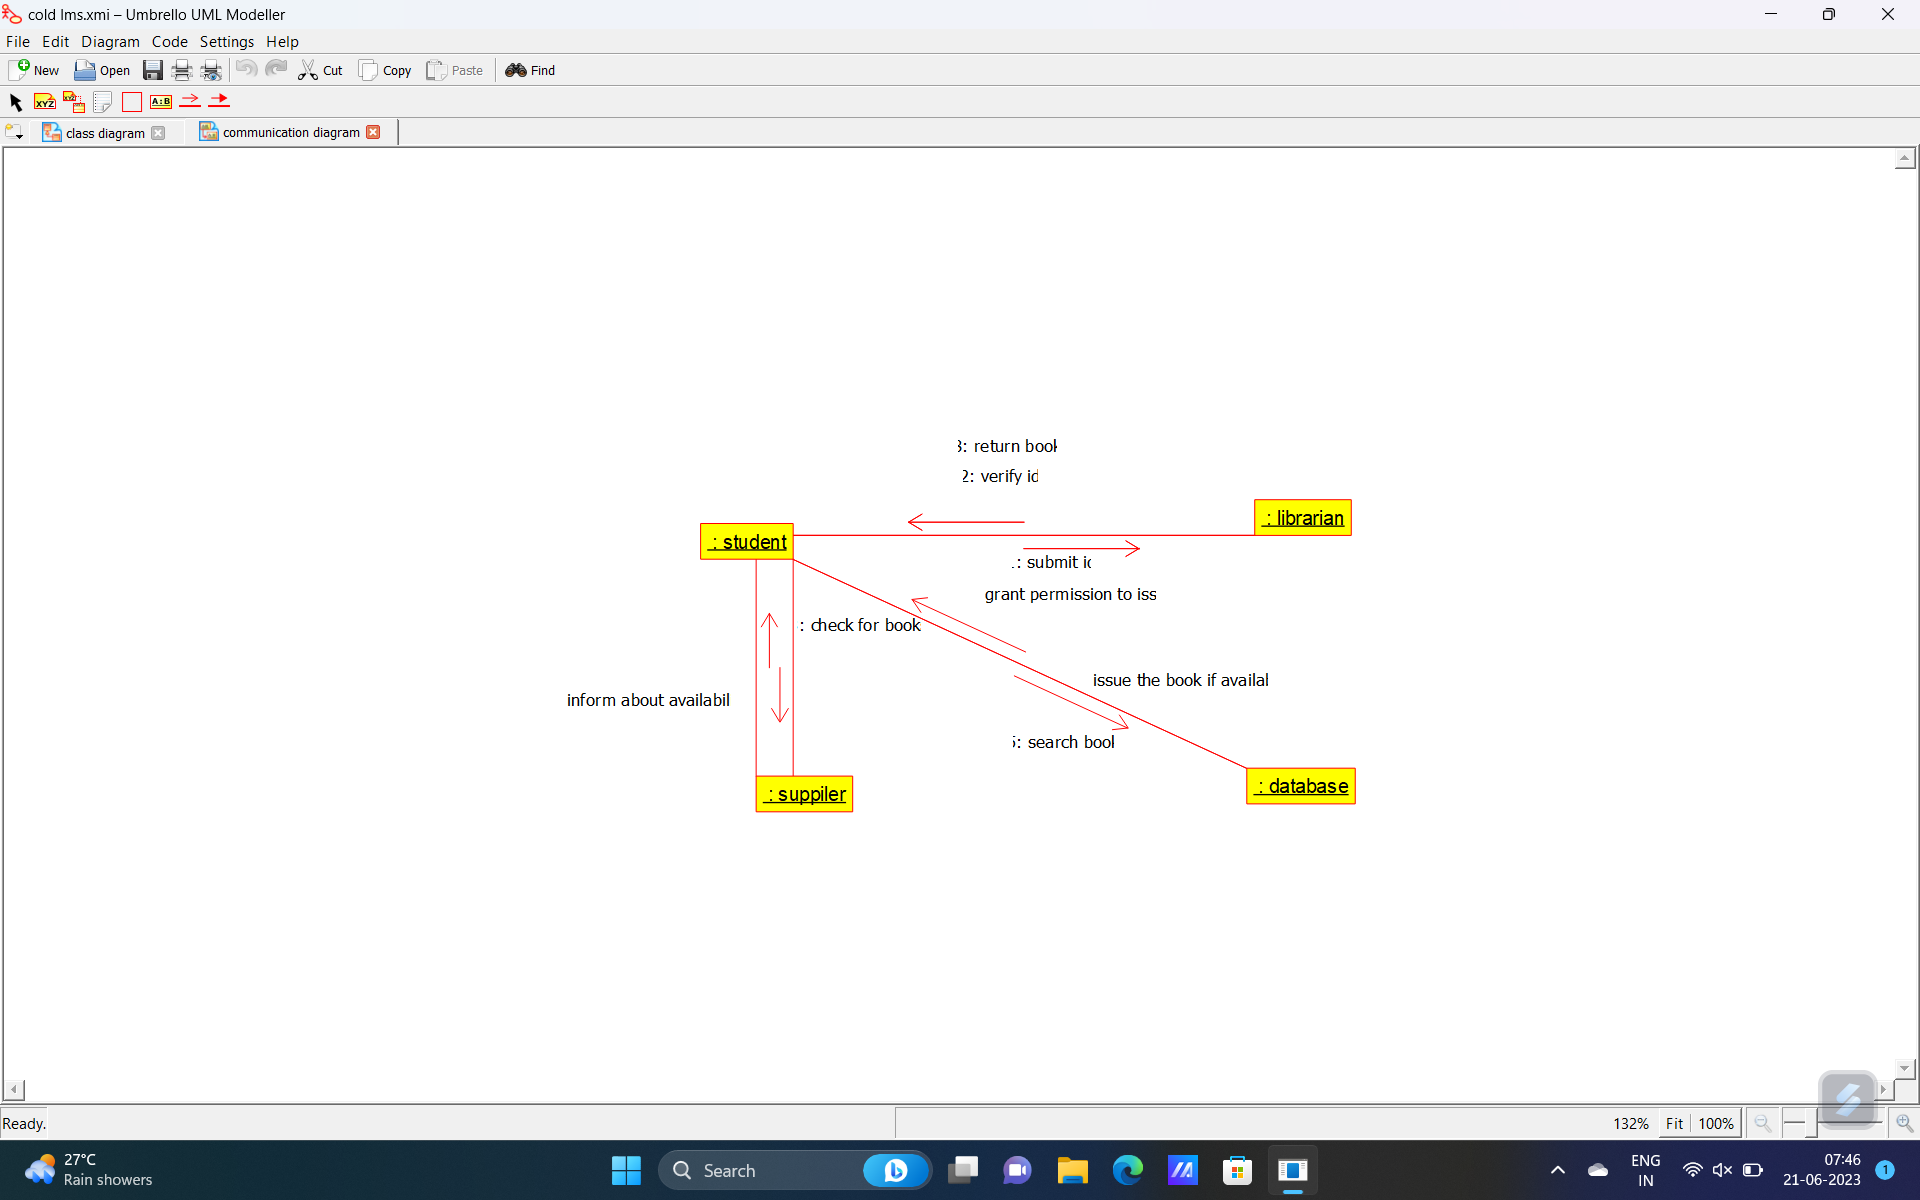 cold lms.xmi – Umbrello UML Modeller
File Edit Diagram Code Settings Help
New Open Cut Copy Paste Find
XYZ XYZ A:B
class diagram communication diagram
3: return book
2: verify id
: librarian
: student
: submit id
grant permission to iss
: check for book
issue the book if availal
inform about availabil
: search bool
: database
: suppiler
Ready.
132% Fit 100%
27°C
Rain showers
Search
ENG
IN
07:46
21-06-2023
1